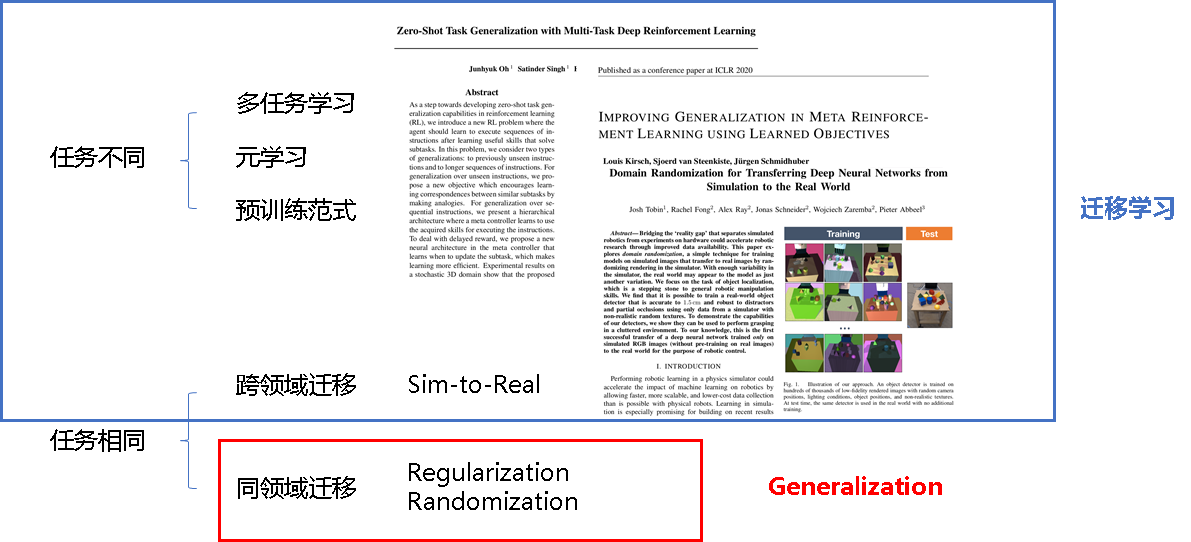 Zero-Shot Task Generalization with Multi-Task Deep Reinforcement Learning
Junhyuk Oh¹ Satinder Singh¹
Abstract
As a step towards developing zero-shot task gen-
eralization capabilities in reinforcement learning
(RL), we introduce a new RL problem where the
agent should learn to execute sequences of in-
structions after learning useful skills that solve
subtasks. In this problem, we consider two types
of generalizations: to previously unseen instruc-
tions and to longer sequences of instructions. For
generalization over unseen instructions, we pro-
pose a new objective which encourages learn-
ing correspondences between similar subtasks by
making analogies. For generalization over se-
quential instructions, we present a hierarchical
architecture where a meta controller learns to use
the acquired skills for executing the instructions.
To deal with delayed reward, we propose a new
neural architecture in the meta controller that
learns when to update the subtask, which makes
learning more efficient. Experimental results on
a stochastic 3D domain show that the proposed
Published as a conference paper at ICLR 2020
IMPROVING GENERALIZATION IN META REINFORCE-
MENT LEARNING USING LEARNED OBJECTIVES
Louis Kirsch, Sjoerd van Steenkiste, Jürgen Schmidhuber
Domain Randomization for Transferring Deep Neural Networks from
Simulation to the Real World
Josh Tobin¹, Rachel Fong², Alex Ray², Jonas Schneider², Wojciech Zaremba², Pieter Abbeel³
Abstract—Bridging the ‘reality gap’ that separates simulated
robotics from experiments on hardware could accelerate robotic
research through improved data availability. This paper ex-
plores domain randomization, a simple technique for training
models on simulated images that transfer to real images by ran-
domizing rendering in the simulator. With enough variability in
the simulator, the real world may appear to the model as just
another variation. We focus on the task of object localization,
which is a stepping stone to general robotic manipulation
skills. We find that it is possible to train a real-world object
detector that is accurate to 1.5cm and robust to distractors
and partial occlusions using only data from a simulator with
non-realistic random textures. To demonstrate the capabilities
of our detectors, we show they can be used to perform grasping
in a cluttered environment. To our knowledge, this is the first
successful transfer of a deep neural network trained only on
simulated RGB images (without pre-training on real images)
to the real world for the purpose of robotic control.
I. INTRODUCTION
Performing robotic learning in a physics simulator could
accelerate the impact of machine learning on robotics by
allowing faster, more scalable, and lower-cost data collection
than is possible with physical robots. Learning in simula-
tion is especially promising for building on recent results
Training
Test
...
Fig. 1. Illustration of our approach. An object detector is trained on
hundreds of thousands of low-fidelity rendered images with random camera
positions, lighting conditions, object positions, and non-realistic textures.
At test time, the same detector is used in the real world with no additional
training.
任务不同
多任务学习
元学习
预训练范式
迁移学习
任务相同
跨领域迁移 Sim-to-Real
同领域迁移
Regularization
Randomization
Generalization